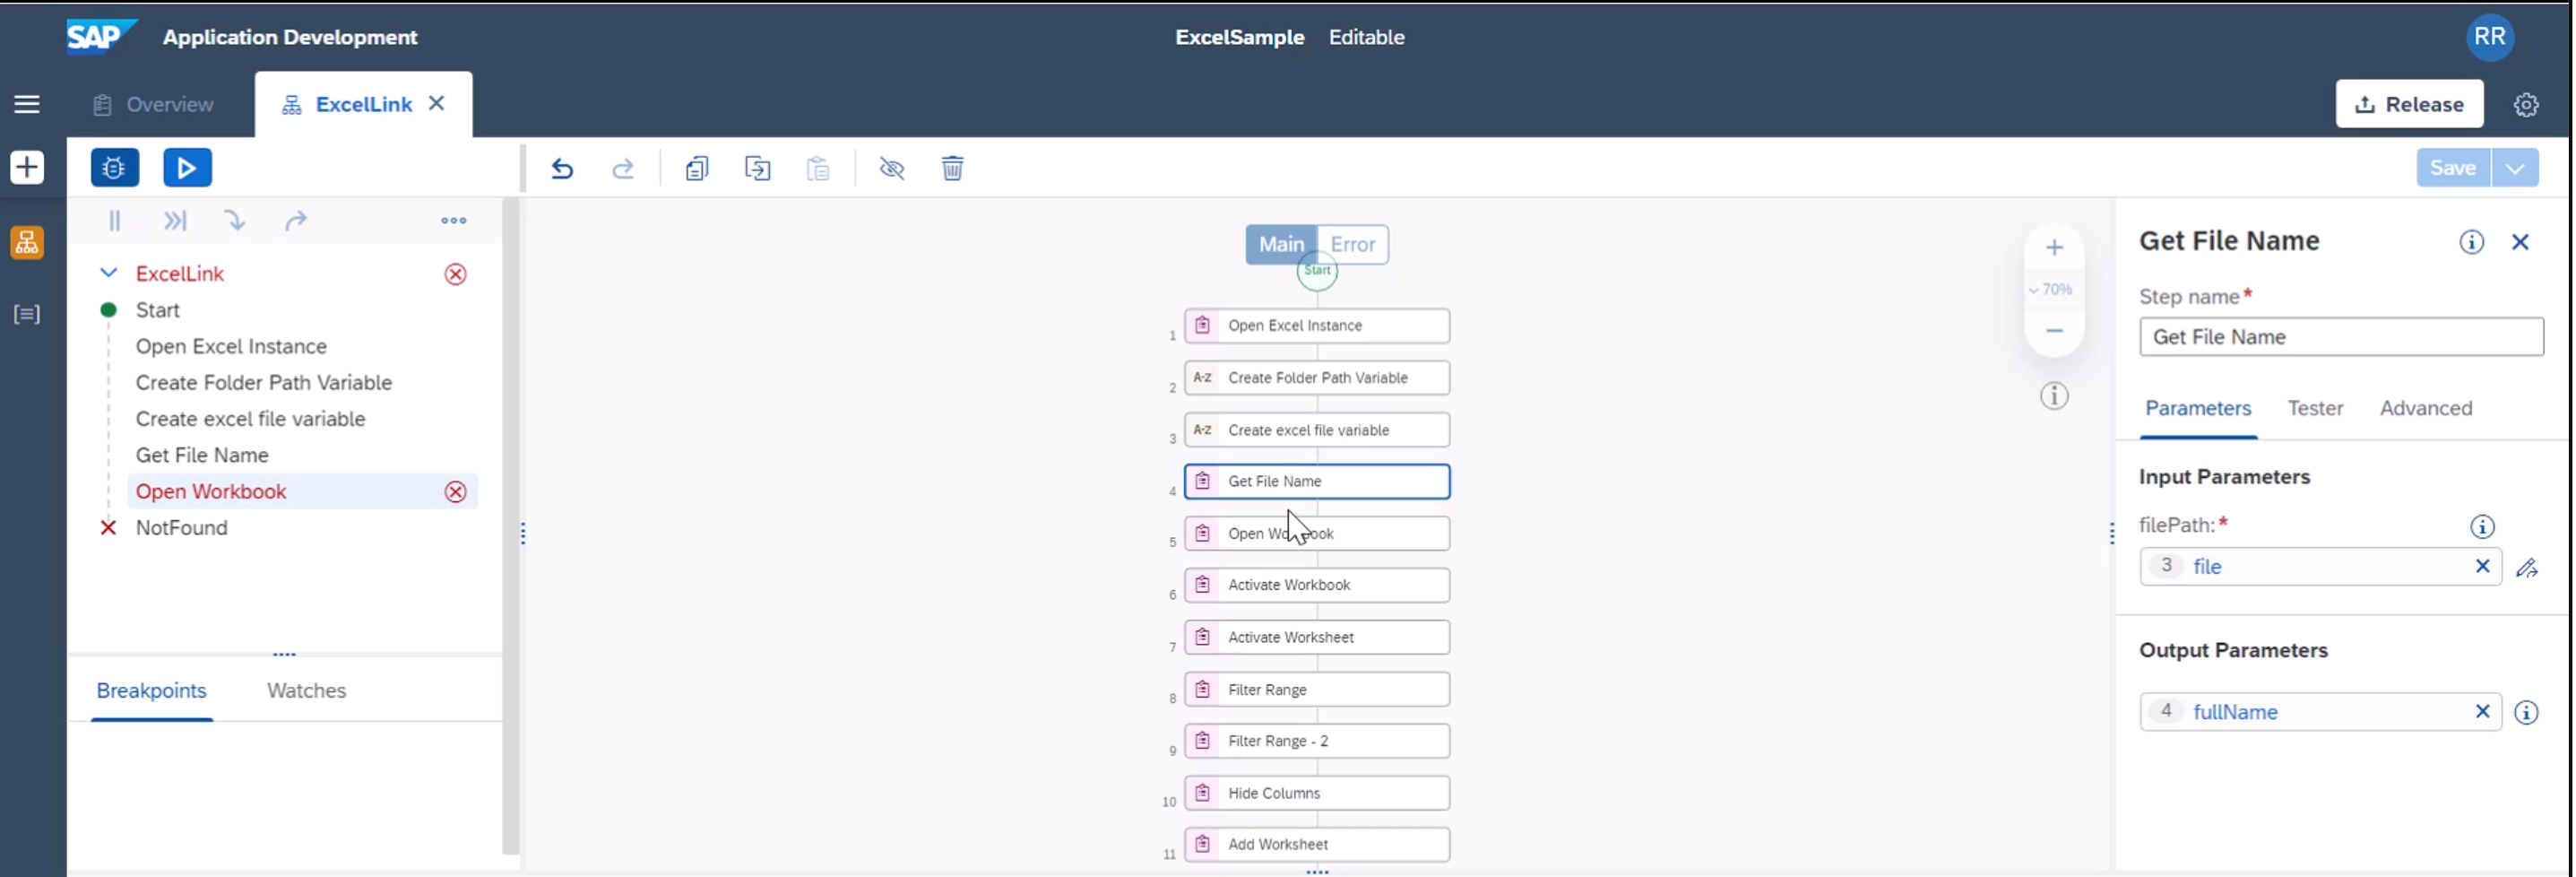 SAP Application Development
ExcelSample Editable
RR
Overview
ExcelLink
Release
Save
ExcelLink
Start
Open Excel Instance
Create Folder Path Variable
Create excel file variable
Get File Name
Open Workbook
NotFound
Breakpoints Watches
Main Error
Start
1 Open Excel Instance
2 A-Z Create Folder Path Variable
3 A-Z Create excel file variable
4 Get File Name
5 Open Workbook
6 Activate Workbook
7 Activate Worksheet
8 Filter Range
9 Filter Range - 2
10 Hide Columns
11 Add Worksheet
70%
Get File Name
Step name*
Get File Name
Parameters Tester Advanced
Input Parameters
filePath:*
3 file
Output Parameters
4 fullName